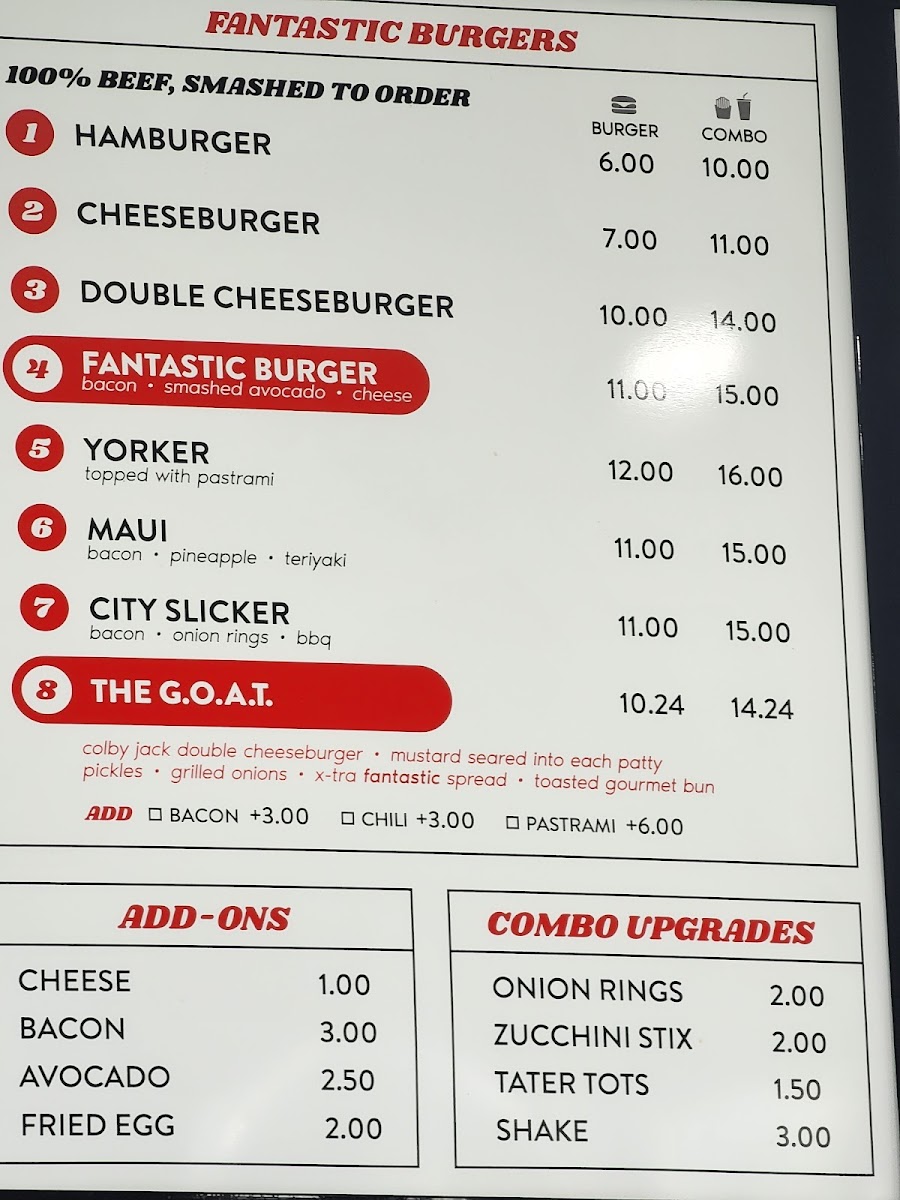 FANTASTIC BURGERS
100% BEEF, SMASHED TO ORDER
BURGER COMBO
1 HAMBURGER 6.00 10.00
2 CHEESEBURGER 7.00 11.00
3 DOUBLE CHEESEBURGER 10.00 14.00
4 FANTASTIC BURGER 11.00 15.00
bacon • smashed avocado • cheese
5 YORKER 12.00 16.00
topped with pastrami
6 MAUI 11.00 15.00
bacon • pineapple • teriyaki
7 CITY SLICKER 11.00 15.00
bacon • onion rings • bbq
8 THE G.O.A.T. 10.24 14.24
colby jack double cheeseburger • mustard seared into each patty
pickles • grilled onions • x-tra fantastic spread • toasted gourmet bun
ADD ☐ BACON +3.00 ☐ CHILI +3.00 ☐ PASTRAMI +6.00
ADD-ONS
CHEESE 1.00
BACON 3.00
AVOCADO 2.50
FRIED EGG 2.00
COMBO UPGRADES
ONION RINGS 2.00
ZUCCHINI STIX 2.00
TATER TOTS 1.50
SHAKE 3.00